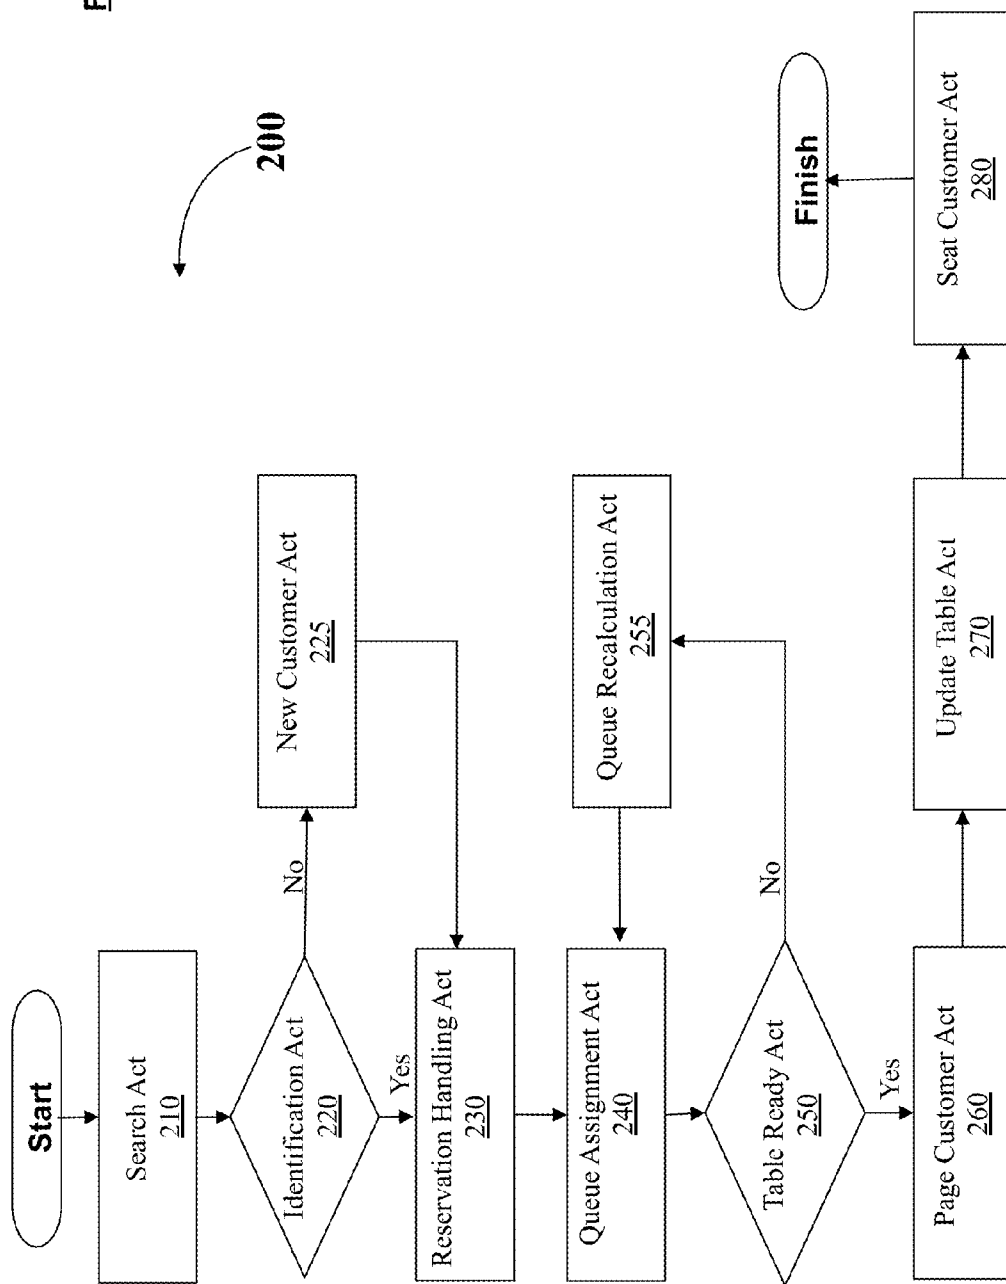 200
Start
Search Act
210
Identification Act
220
No
New Customer Act
225
Yes
Reservation Handling Act
230
Queue Assignment Act
240
Queue Recalculation Act
255
Table Ready Act
250
No
Yes
Page Customer Act
260
Update Table Act
270
Seat Customer Act
280
Finish